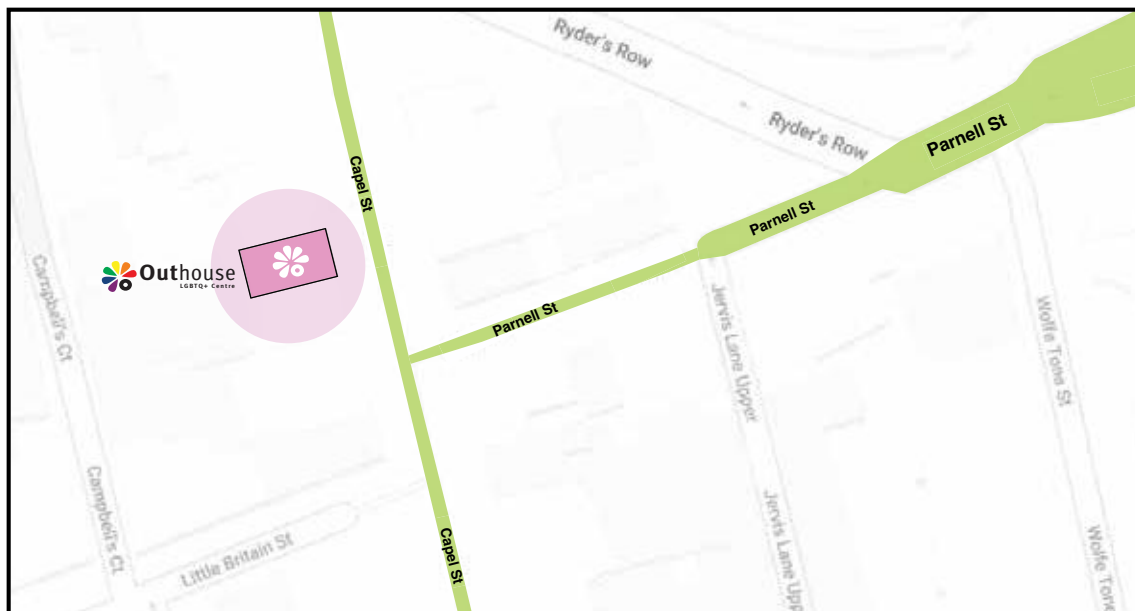 Ryder's Row
Ryder's Row
Parnell St
Capel St
Parnell St
Campbell's Ct
Outhouse
LGBTQ+ Centre
Parnell St
Jervis Lane Upper
Wolfe Tone St
Campbell's Ct
Capel St
Little Britain St
Jervis Lane Upp
Wolfe Tone